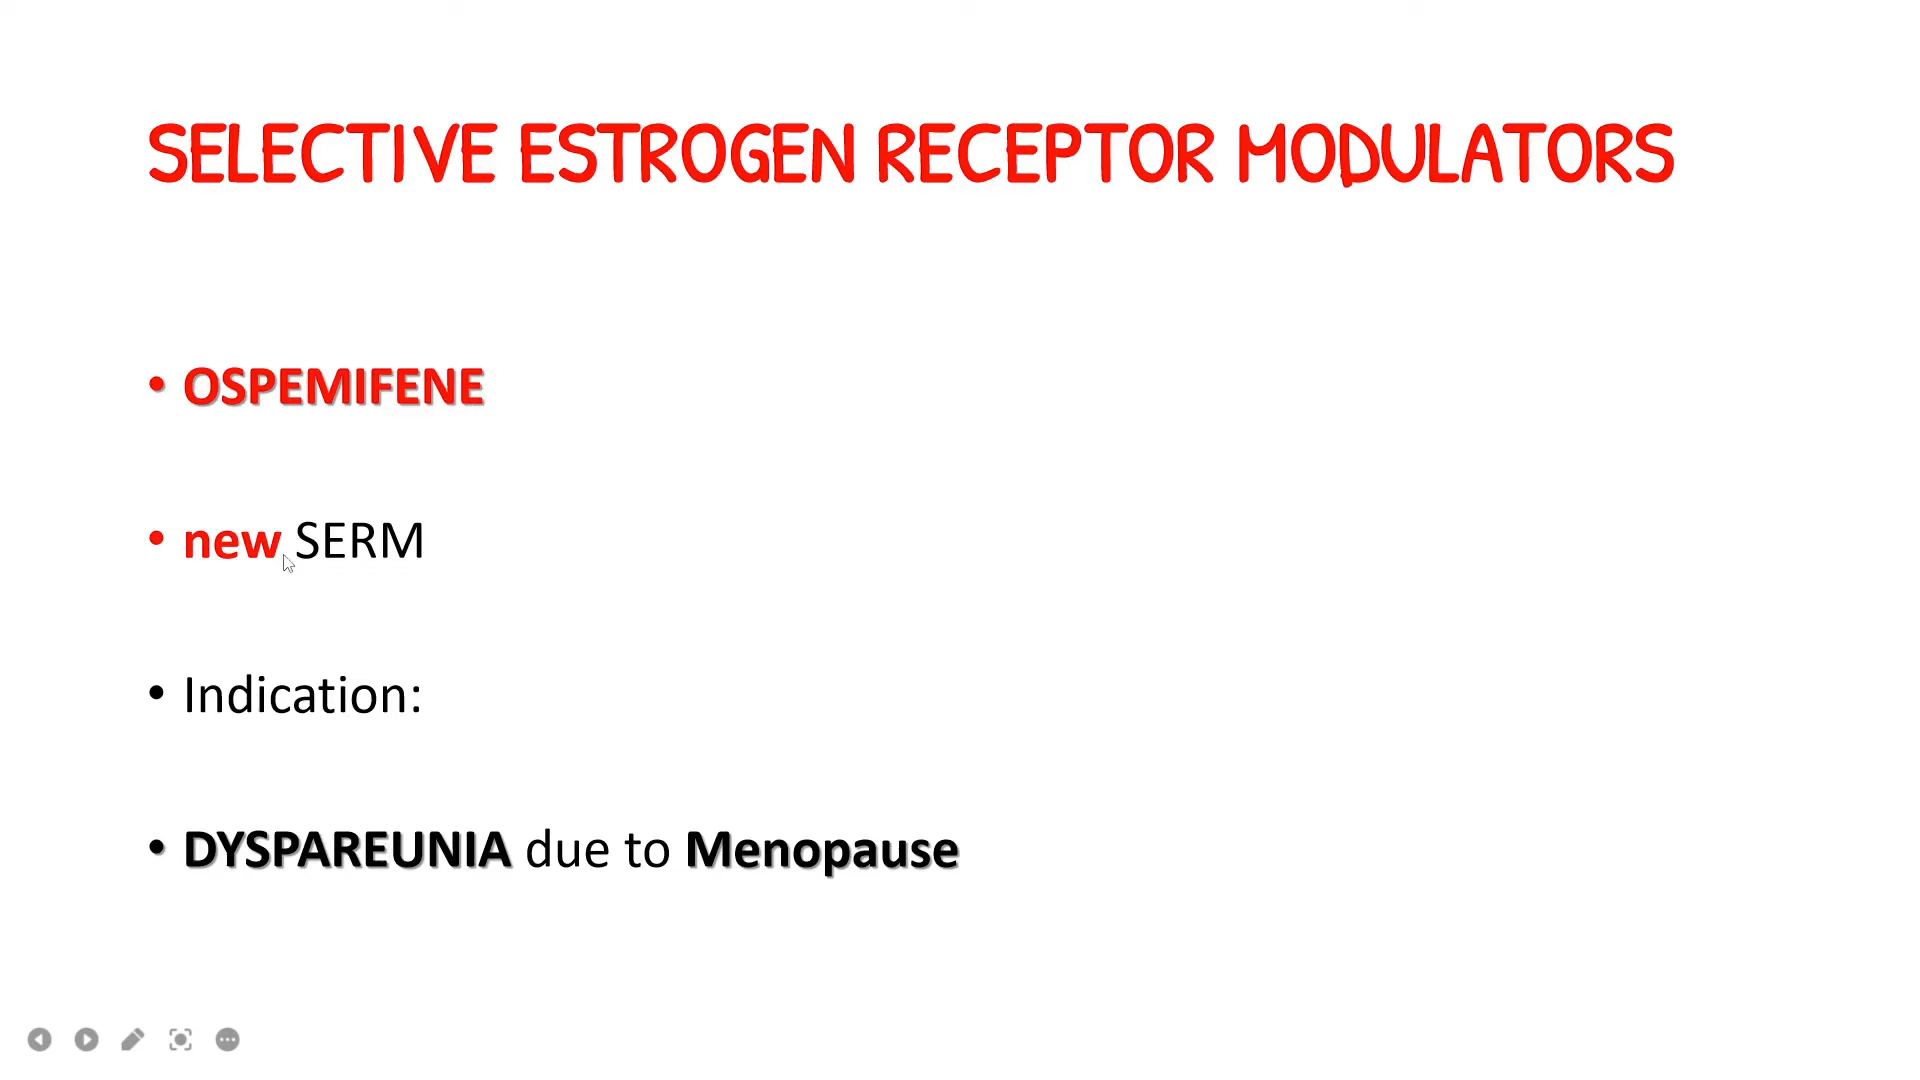 SELECTIVE ESTROGEN RECEPTOR MODULATORS
• OSPEMIFENE
• new SERM
• Indication:
• DYSPAREUNIA due to Menopause